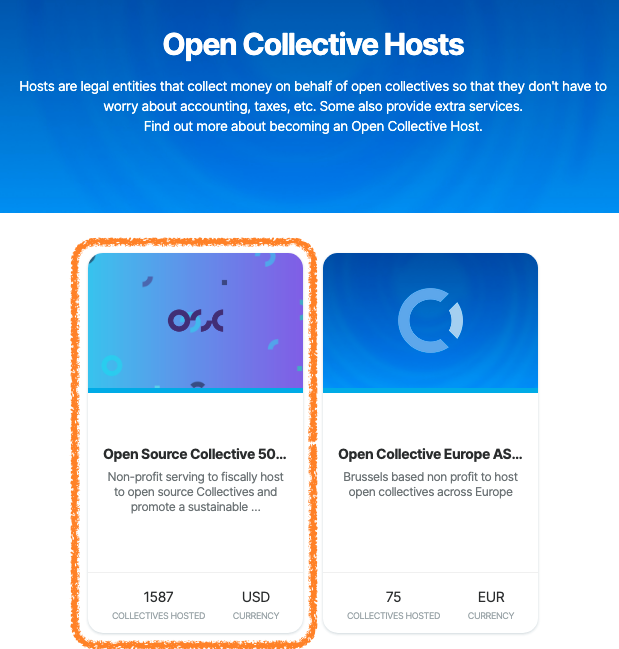 Open Collective Hosts
Hosts are legal entities that collect money on behalf of open collectives so that they don't have to
worry about accounting, taxes, etc. Some also provide extra services.
Find out more about becoming an Open Collective Host.
OSC
Open Source Collective 50...
Non-profit serving to fiscally host
to open source Collectives and
promote a sustainable ...
1587 USD
COLLECTIVES HOSTED CURRENCY
Open Collective Europe AS...
Brussels based non profit to host
open collectives across Europe
75 EUR
COLLECTIVES HOSTED CURRENCY